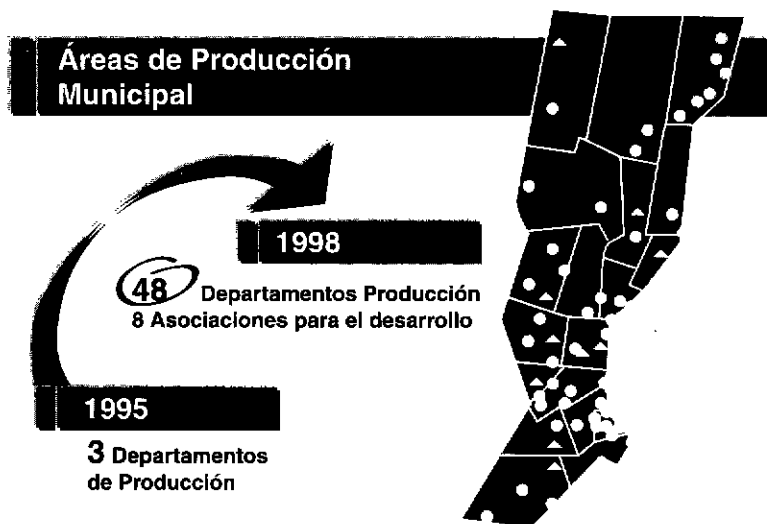 Áreas de Producción
Municipal
1998
48 Departamentos Producción
8 Asociaciones para el desarrollo
1995
3 Departamentos
de Producción